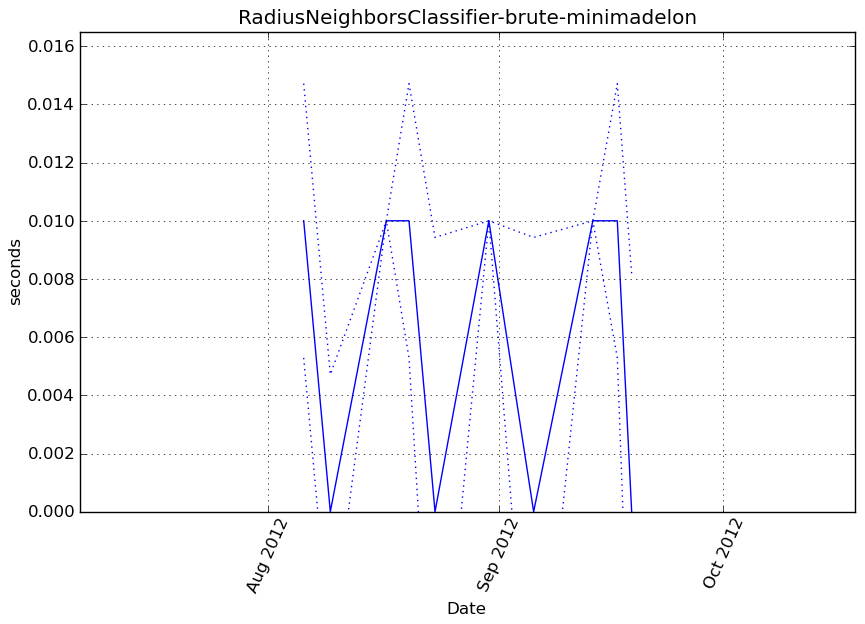 RadiusNeighborsClassifier-brute-minimadelon
0.016
0.014
0.012
0.010
0.008
0.006
0.004
0.002
0.000
seconds
Aug 2012
Sep 2012
Oct 2012
Date